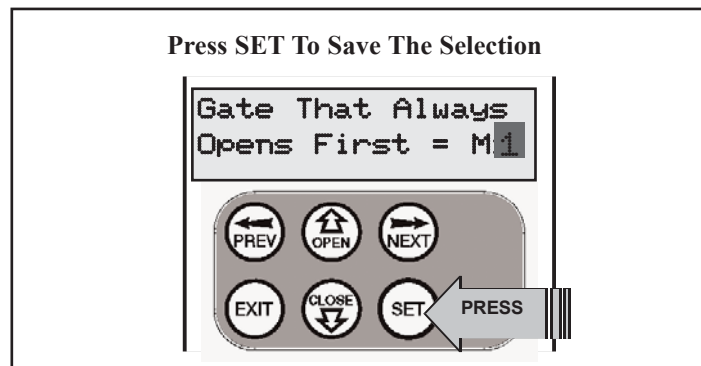 Press SET To Save The Selection
Gate That Always
Opens First = M1
PREV
OPEN
NEXT
EXIT
CLOSE
SET
PRESS